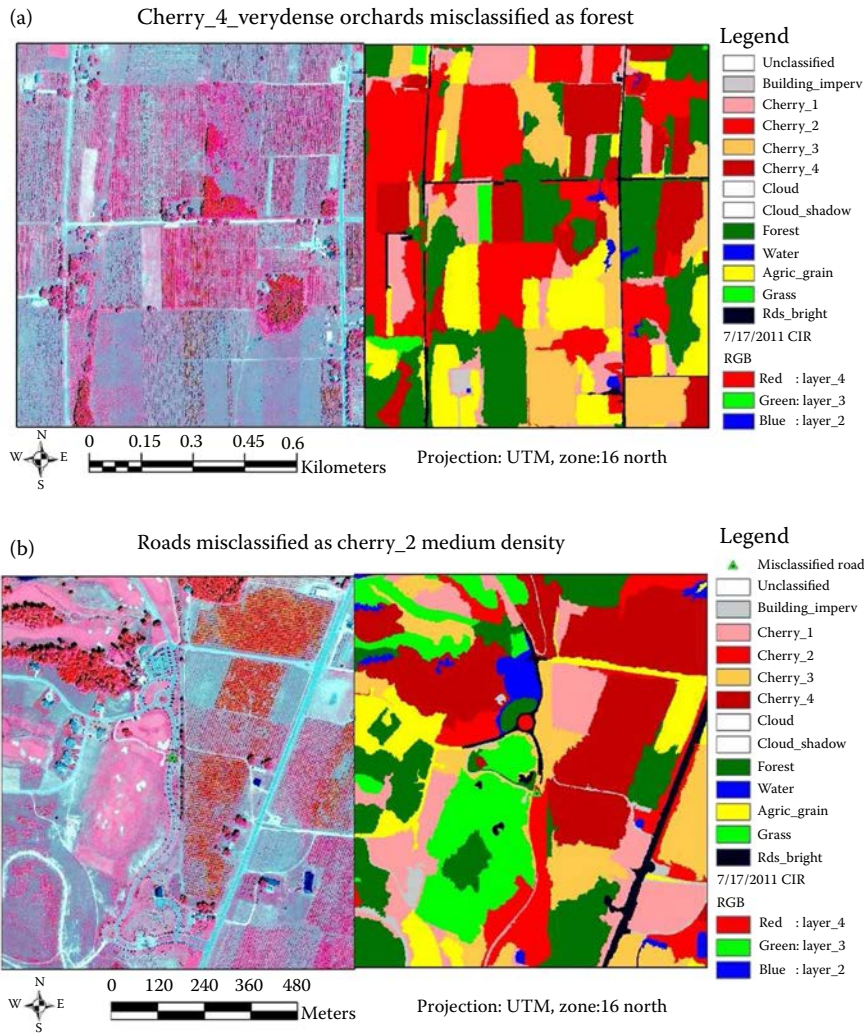 (a)
Cherry_4_verydense orchards misclassified as forest
Legend
Unclassified
Building_imperv
Cherry_1
Cherry_2
Cherry_3
Cherry_4
Cloud
Cloud_shadow
Forest
Water
Agric_grain
Grass
Rds_bright
7/17/2011 CIR
RGB
Red : layer_4
Green: layer_3
Blue : layer_2
N
W E
S
0 0.15 0.3 0.45 0.6
Kilometers
Projection: UTM, zone:16 north
(b)
Roads misclassified as cherry_2 medium density
Legend
Misclassified road
Unclassified
Building_imperv
Cherry_1
Cherry_2
Cherry_3
Cherry_4
Cloud
Cloud_shadow
Forest
Water
Agric_grain
Grass
Rds_bright
7/17/2011 CIR
RGB
Red : layer_4
Green: layer_3
Blue : layer_2
N
W E
S
0 120 240 360 480
Meters
Projection: UTM, zone:16 north